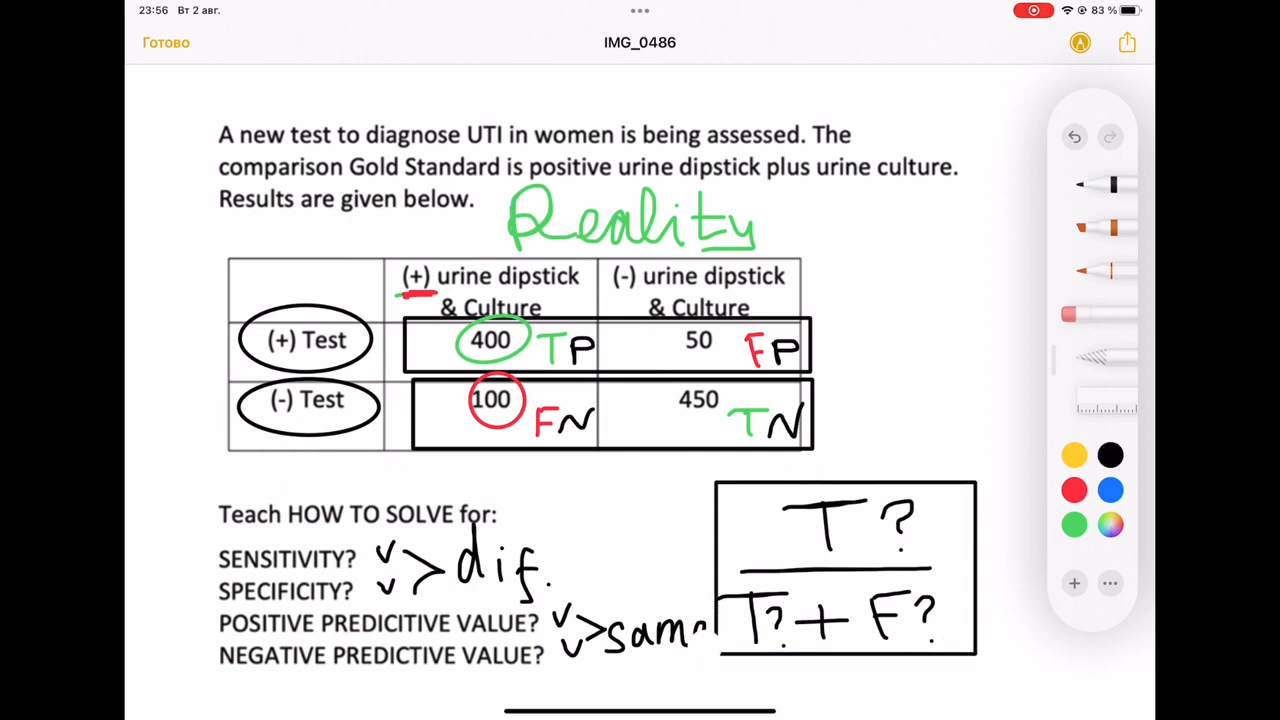 23:56 Вт 2 авг.
83 %
Готово
IMG_0486
A new test to diagnose UTI in women is being assessed. The
comparison Gold Standard is positive urine dipstick plus urine culture.
Results are given below.
Reality
(+) urine dipstick & Culture
(-) urine dipstick & Culture
(+) Test 400 TP 50 FP
(-) Test 100 FN 450 TN
Teach HOW TO SOLVE for:
SENSITIVITY?
SPECIFICITY?
> dif.
POSITIVE PREDICITIVE VALUE?
NEGATIVE PREDICTIVE VALUE?
T?
T? + F?